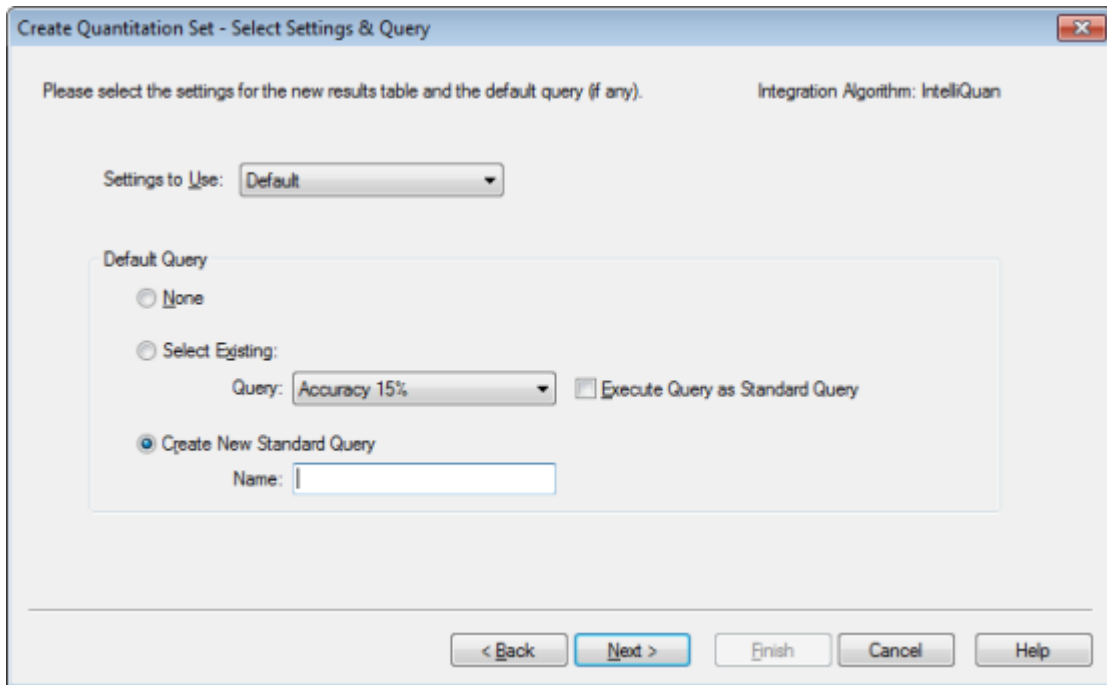 Create Quantitation Set - Select Settings & Query
Please select the settings for the new results table and the default query (if any). Integration Algorithm: IntelliQuan
Settings to Use: Default
Default Query
None
Select Existing:
Query: Accuracy 15% Execute Query as Standard Query
Create New Standard Query
Name:
< Back Next > Finish Cancel Help